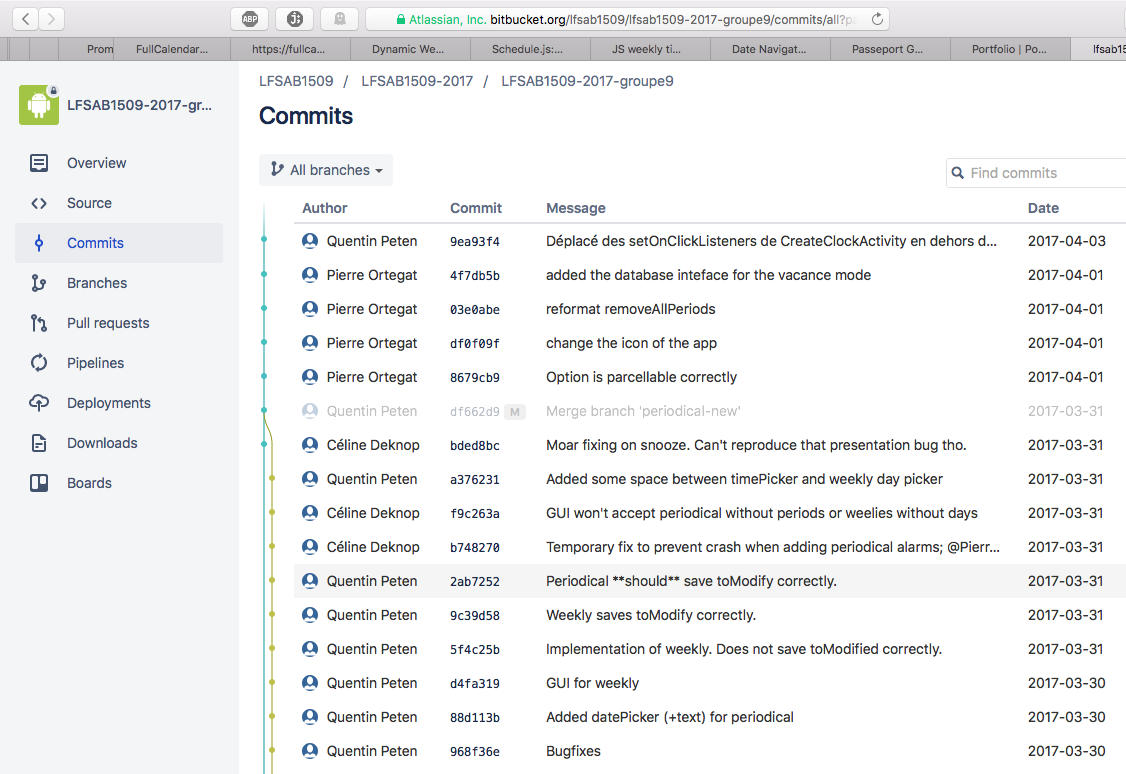 ABP
Atlassian, Inc. bitbucket.org/lfsab1509/lfsab1509-2017-groupe9/commits/all?p
Prom FullCalendar... https://fullca... Dynamic We... Schedule.js:... JS weekly ti... Date Navigat... Passeport G... Portfolio | Po... lfsab15
LFSAB1509 / LFSAB1509-2017 / LFSAB1509-2017-groupe9
LFSAB1509-2017-gr...
Commits
Overview
Source
Commits
Branches
Pull requests
Pipelines
Deployments
Downloads
Boards
All branches
Find commits
Author Commit Message Date
Quentin Peten 9ea93f4 Déplacé des setOnClickListeners de CreateClockActivity en dehors d... 2017-04-03
Pierre Ortegat 4f7db5b added the database inteface for the vacance mode 2017-04-01
Pierre Ortegat 03e0abe reformat removeAllPeriods 2017-04-01
Pierre Ortegat df0f09f change the icon of the app 2017-04-01
Pierre Ortegat 8679cb9 Option is parcellable correctly 2017-04-01
Quentin Peten df662d9 M Merge branch 'periodical-new' 2017-03-31
Céline Deknop bded8bc Moar fixing on snooze. Can't reproduce that presentation bug tho. 2017-03-31
Quentin Peten a376231 Added some space between timePicker and weekly day picker 2017-03-31
Céline Deknop f9c263a GUI won't accept periodical without periods or weelies without days 2017-03-31
Céline Deknop b748270 Temporary fix to prevent crash when adding periodical alarms; @Pierr... 2017-03-31
Quentin Peten 2ab7252 Periodical **should** save toModify correctly. 2017-03-31
Quentin Peten 9c39d58 Weekly saves toModify correctly. 2017-03-31
Quentin Peten 5f4c25b Implementation of weekly. Does not save toModified correctly. 2017-03-31
Quentin Peten d4fa319 GUI for weekly 2017-03-30
Quentin Peten 88d113b Added datePicker (+text) for periodical 2017-03-30
Quentin Peten 968f36e Bugfixes 2017-03-30